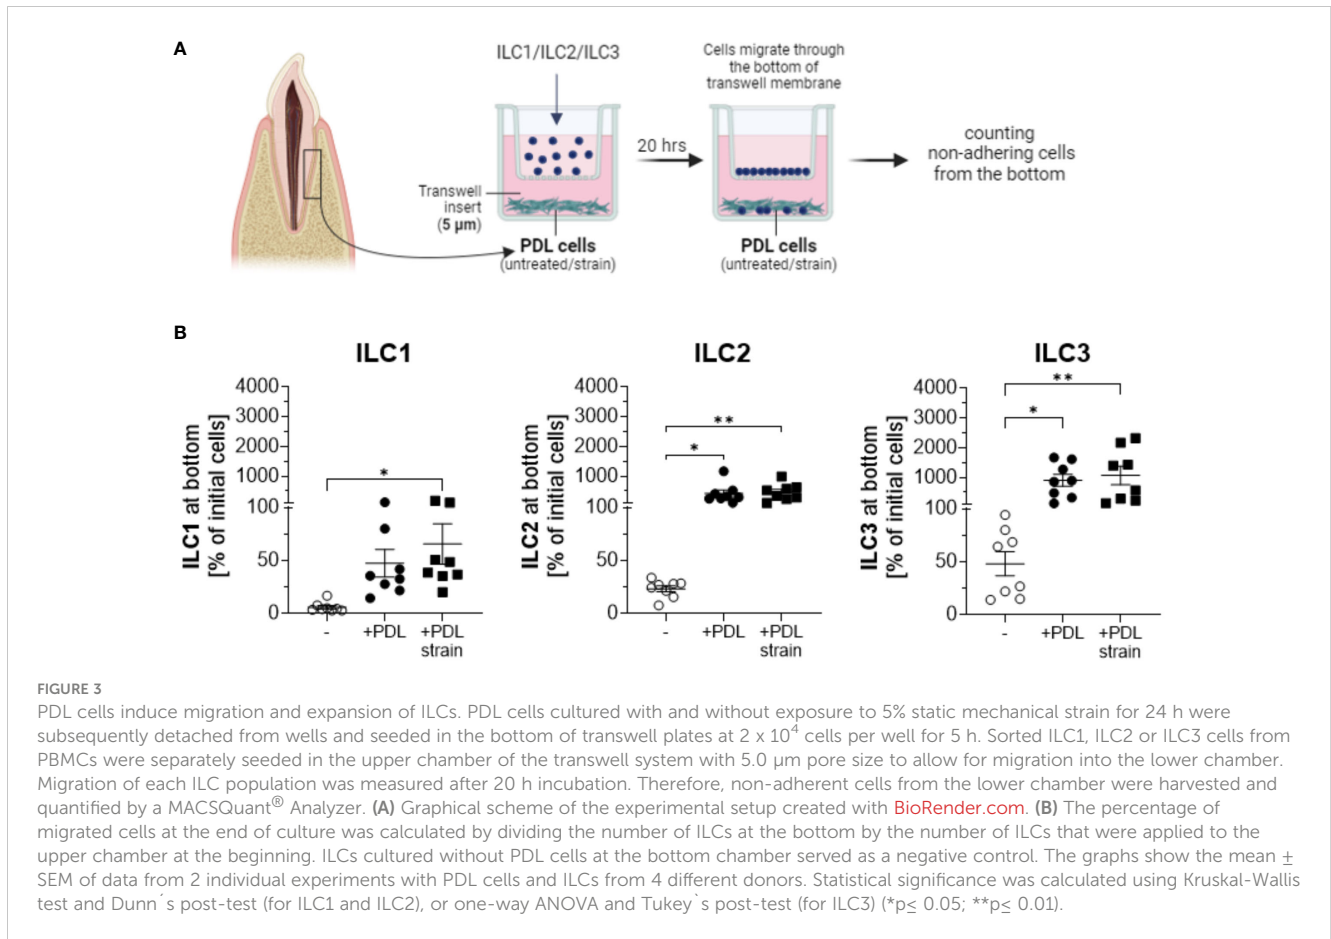 A
ILC1/ILC2/ILC3
Cells migrate through
the bottom of
transwell membrane
20 hrs
counting
non-adhering cells
from the bottom
Transwell
insert
(5 µm)
PDL cells
(untreated/strain)
PDL cells
(untreated/strain)
B
ILC1
ILC1 at bottom
[% of initial cells]
4000
3000
2000
1000
100
50
0
*
-
+PDL
+PDL
strain
ILC2
ILC2 at bottom
[% of initial cells]
4000
3000
2000
1000
100
50
0
**
*
-
+PDL
+PDL
strain
ILC3
ILC3 at bottom
[% of initial cells]
4000
3000
2000
1000
100
50
0
**
*
-
+PDL
+PDL
strain
FIGURE 3
PDL cells induce migration and expansion of ILCs. PDL cells cultured with and without exposure to 5% static mechanical strain for 24 h were
subsequently detached from wells and seeded in the bottom of transwell plates at 2 x 10⁴ cells per well for 5 h. Sorted ILC1, ILC2 or ILC3 cells from
PBMCs were separately seeded in the upper chamber of the transwell system with 5.0 µm pore size to allow for migration into the lower chamber.
Migration of each ILC population was measured after 20 h incubation. Therefore, non-adherent cells from the lower chamber were harvested and
quantified by a MACSQuant® Analyzer. (A) Graphical scheme of the experimental setup created with BioRender.com. (B) The percentage of
migrated cells at the end of culture was calculated by dividing the number of ILCs at the bottom by the number of ILCs that were applied to the
upper chamber at the beginning. ILCs cultured without PDL cells at the bottom chamber served as a negative control. The graphs show the mean ±
SEM of data from 2 individual experiments with PDL cells and ILCs from 4 different donors. Statistical significance was calculated using Kruskal-Wallis
test and Dunn´s post-test (for ILC1 and ILC2), or one-way ANOVA and Tukey`s post-test (for ILC3) (*p≤ 0.05; **p≤ 0.01).